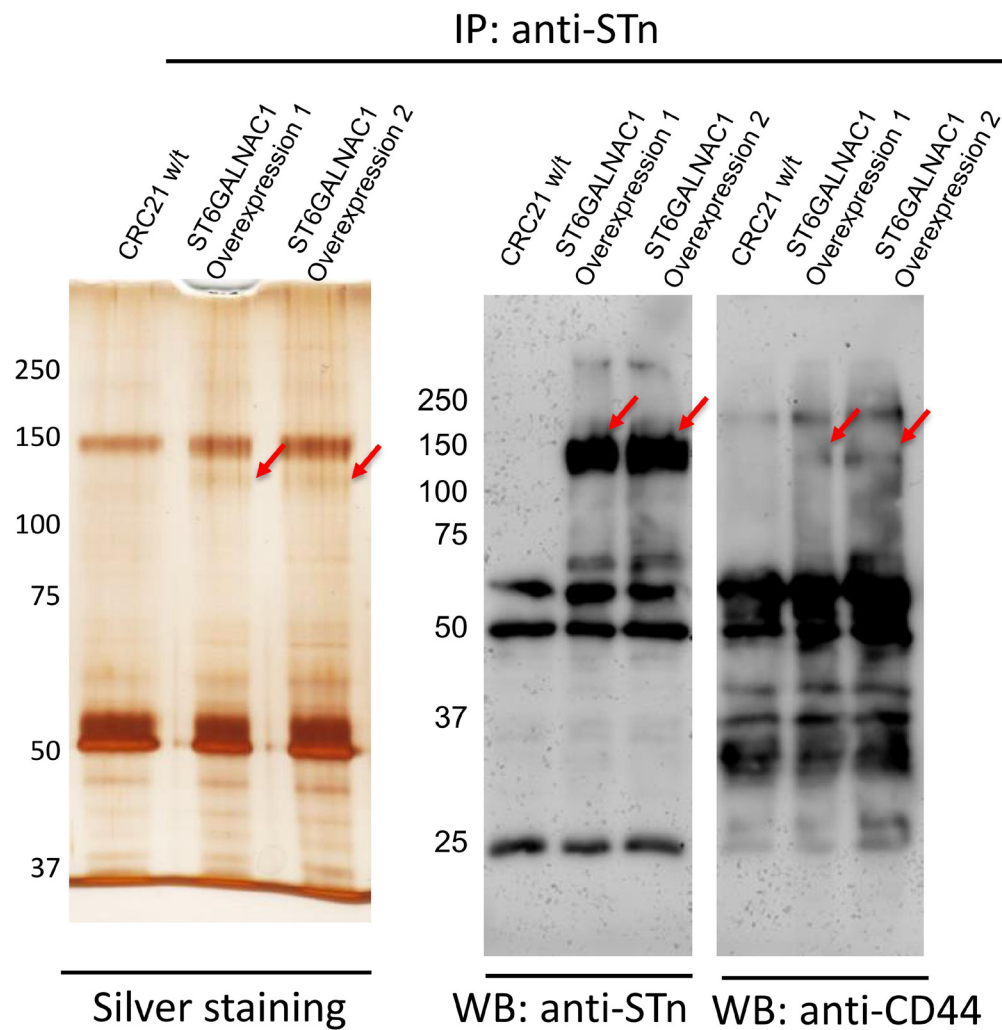 IP: anti-STn
CRC21 w/t
ST6GALNAC1
Overexpression 1
ST6GALNAC1
Overexpression 2
CRC21 w/t
ST6GALNAC1
Overexpression 1
ST6GALNAC1
Overexpression 2
CRC21 w/t
ST6GALNAC1
Overexpression 1
ST6GALNAC1
Overexpression 2
250
150
100
75
50
37
250
150
100
75
50
37
25
Silver staining
WB: anti-STn
WB: anti-CD44